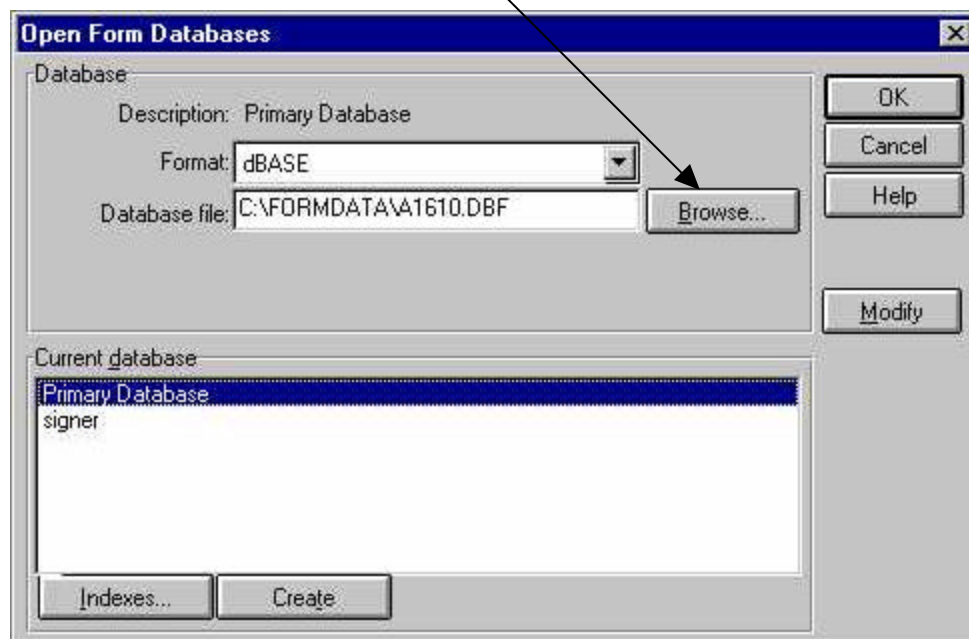 Open Form Databases
Database
Description: Primary Database
OK
Format: dBASE
Cancel
Database file: C:\FORMDATA\A1610.DBF
Browse...
Help
Modify
Current database
Primary Database
signer
Indexes...
Create